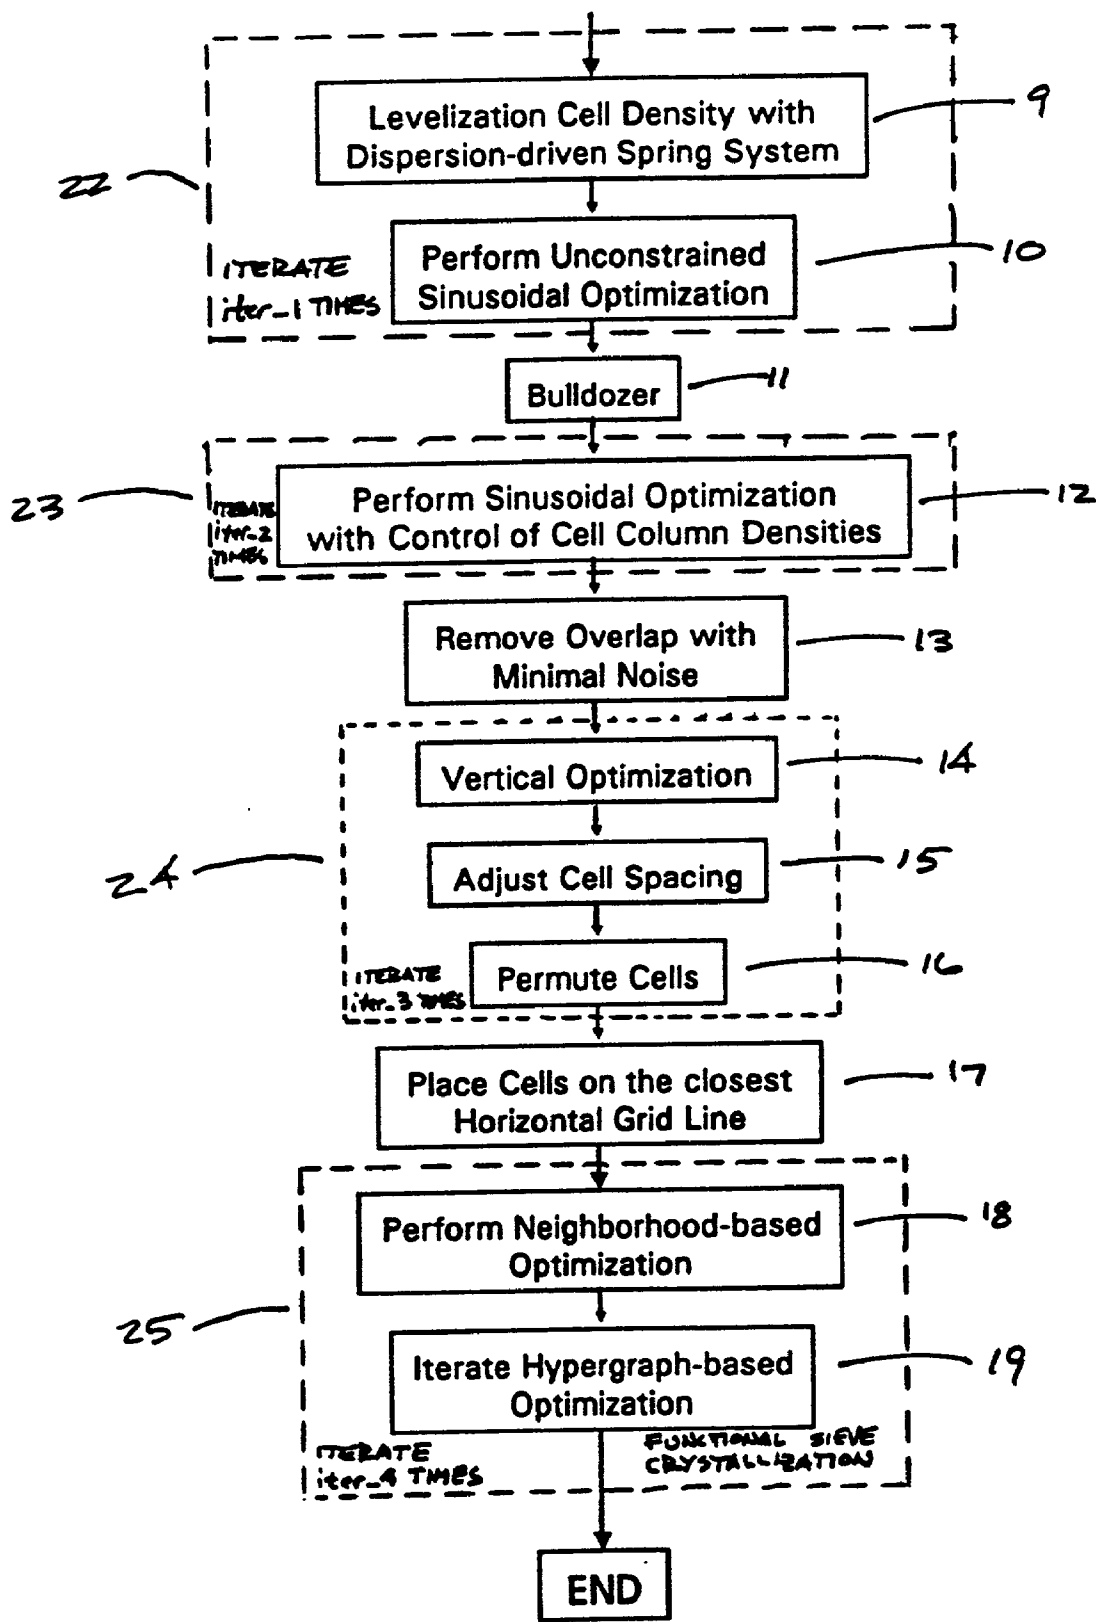 Levelization Cell Density with
Dispersion-driven Spring System
9
22
Perform Unconstrained
Sinusoidal Optimization
10
ITERATE
iter_1 TIMES
Bulldozer
11
23
ITERATE
iter_2
TIMES
Perform Sinusoidal Optimization
with Control of Cell Column Densities
12
Remove Overlap with
Minimal Noise
13
Vertical Optimization
14
24
Adjust Cell Spacing
15
Permute Cells
16
ITERATE
iter_3 TIMES
Place Cells on the closest
Horizontal Grid Line
17
Perform Neighborhood-based
Optimization
18
25
Iterate Hypergraph-based
Optimization
19
ITERATE
iter_4 TIMES
FUNCTIONAL SIEVE
CRYSTALLIZATION
END